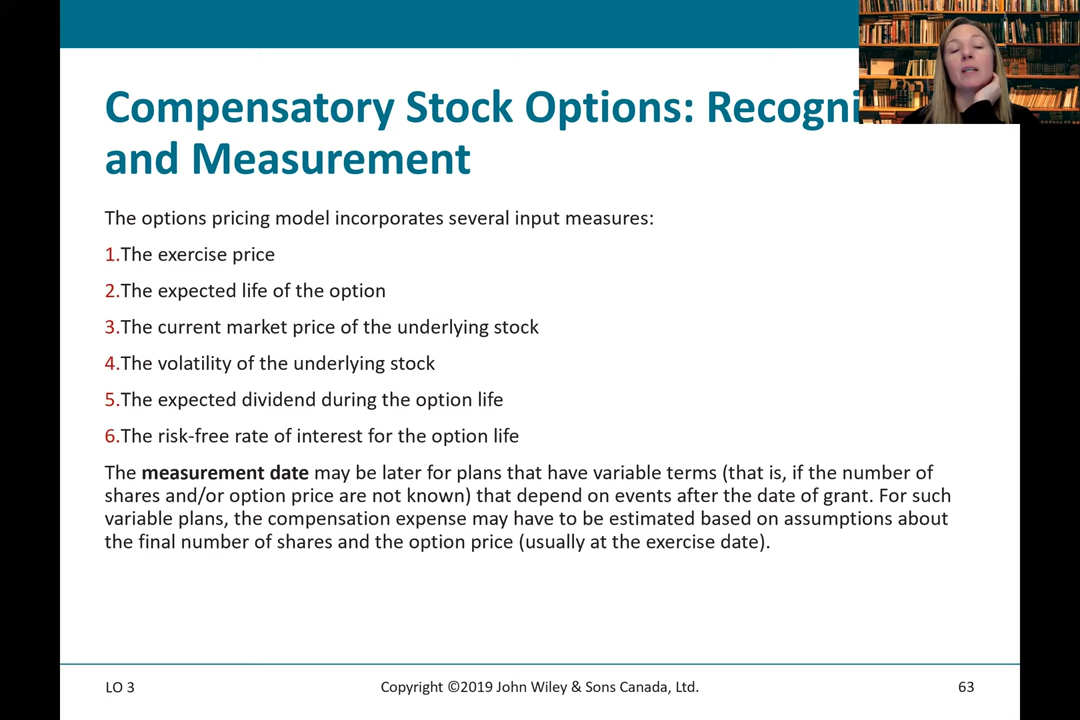 Compensatory Stock Options: Recogni
and Measurement
The options pricing model incorporates several input measures:
1.The exercise price
2.The expected life of the option
3.The current market price of the underlying stock
4.The volatility of the underlying stock
5.The expected dividend during the option life
6.The risk-free rate of interest for the option life
The measurement date may be later for plans that have variable terms (that is, if the number of
shares and/or option price are not known) that depend on events after the date of grant. For such
variable plans, the compensation expense may have to be estimated based on assumptions about
the final number of shares and the option price (usually at the exercise date).
LO 3
Copyright ©2019 John Wiley & Sons Canada, Ltd.
63